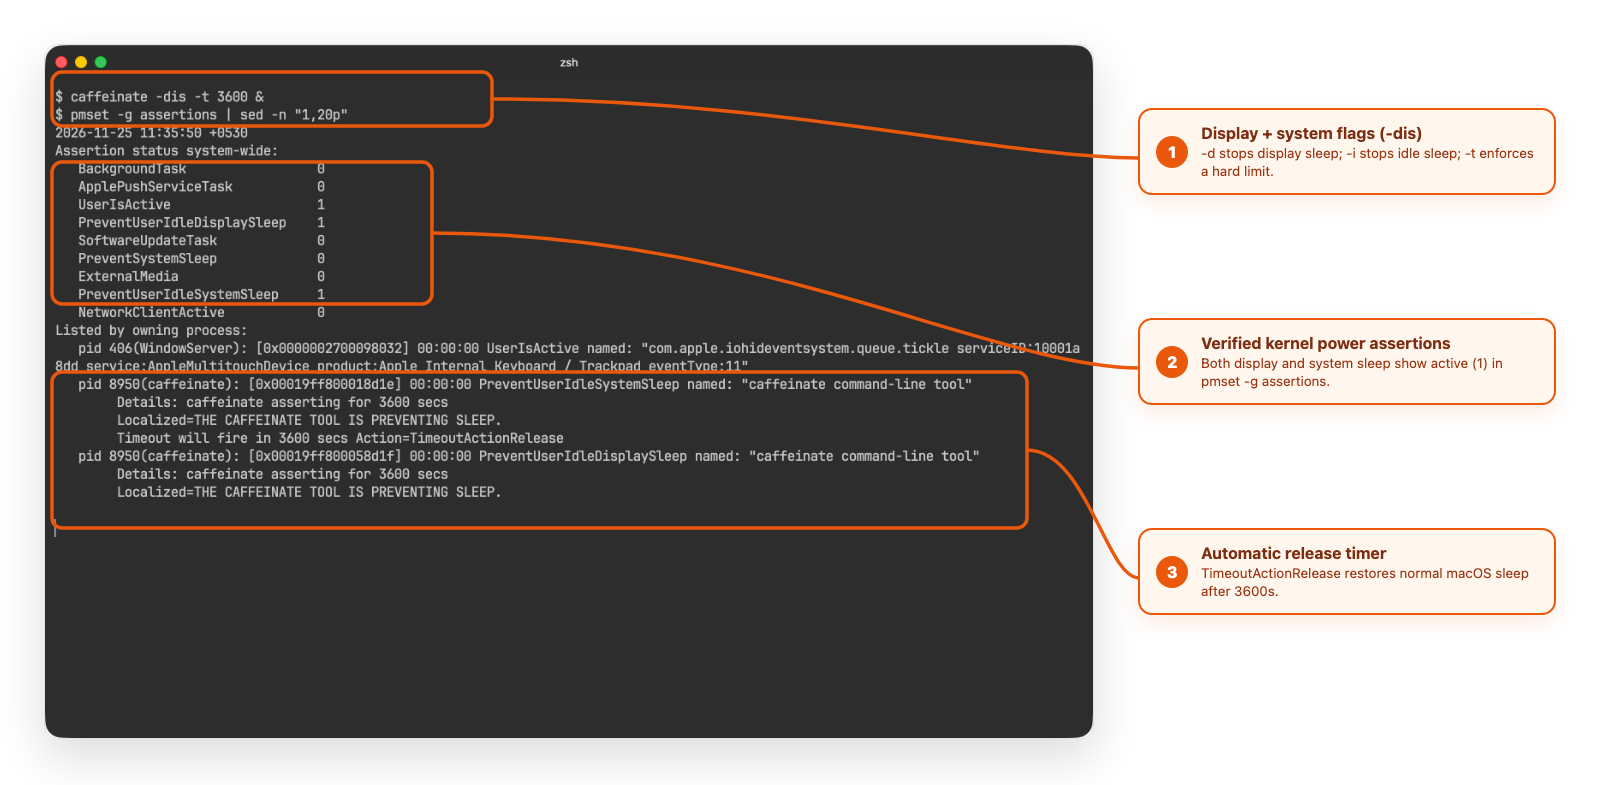 zsh
$ caffeinate -dis -t 3600 &
$ pmset -g assertions | sed -n "1,20p"
2026-11-25 11:35:50 +0530
Assertion status system-wide:
BackgroundTask 0
ApplePushServiceTask 0
UserIsActive 1
PreventUserIdleDisplaySleep 1
SoftwareUpdateTask 0
PreventSystemSleep 0
ExternalMedia 0
PreventUserIdleSystemSleep 1
NetworkClientActive 0
Listed by owning process:
pid 406(WindowServer): [0x0000002700098032] 00:00:00 UserIsActive named: "com.apple.iohideventsystem.queue.tickle serviceID:10001a
8dd service:AppleMultitouchDevice product:Apple Internal Keyboard / Trackpad eventType:11"
pid 8950(caffeinate): [0x00019ff800018d1e] 00:00:00 PreventUserIdleSystemSleep named: "caffeinate command-line tool"
Details: caffeinate asserting for 3600 secs
Localized=THE CAFFEINATE TOOL IS PREVENTING SLEEP.
Timeout will fire in 3600 secs Action=TimeoutActionRelease
pid 8950(caffeinate): [0x00019ff800058d1f] 00:00:00 PreventUserIdleDisplaySleep named: "caffeinate command-line tool"
Details: caffeinate asserting for 3600 secs
Localized=THE CAFFEINATE TOOL IS PREVENTING SLEEP.
1
Display + system flags (-dis)
-d stops display sleep; -i stops idle sleep; -t enforces
a hard limit.
2
Verified kernel power assertions
Both display and system sleep show active (1) in
pmset -g assertions.
3
Automatic release timer
TimeoutActionRelease restores normal macOS sleep
after 3600s.